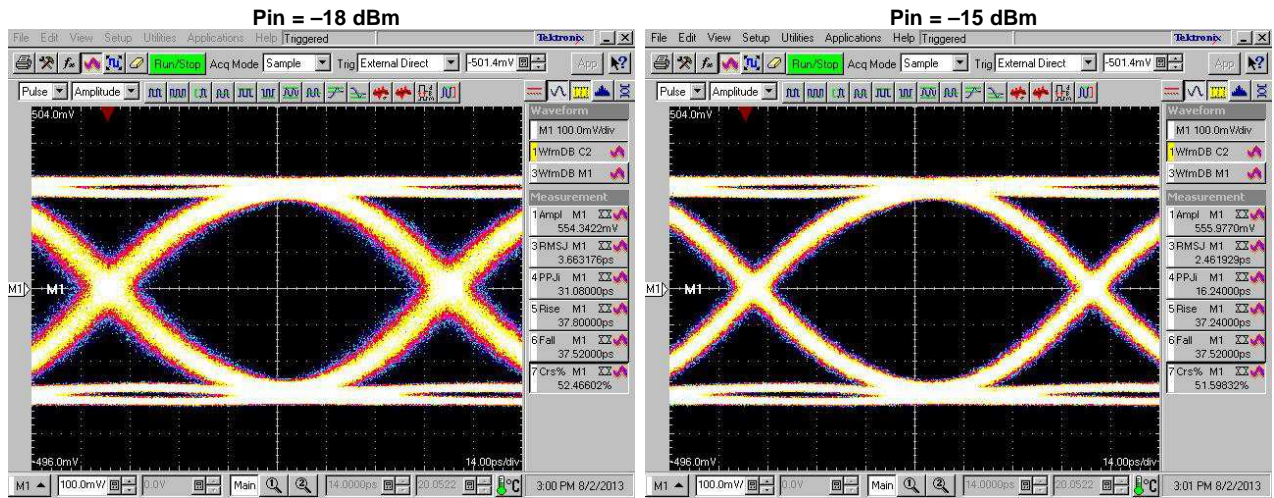 Pin = –18 dBm
File Edit View Setup Utilities Applications Help Triggered
Tektronix
Run/Stop Acq Mode Sample Trig External Direct -501.4mV App
Pulse Amplitude
504.0mV
Waveform
M1 100.0mV/div
1 WfmDB C2
3 WfmDB M1
Measurement
1 Ampl M1
554.3422mV
3 RMSJ M1
3.663176ps
4 PPJi M1
31.08000ps
5 Rise M1
37.80000ps
6 Fall M1
37.52000ps
7 Crs% M1
52.46602%
M1 M1
-496.0mV
14.00ps/div
M1 100.0mV/ 0.0V Main 1 2 14.0000ps 20.0522 °C 3:00 PM 8/2/2013
Pin = –15 dBm
File Edit View Setup Utilities Applications Help Triggered
Tektronix
Run/Stop Acq Mode Sample Trig External Direct -501.4mV App
Pulse Amplitude
504.0mV
Waveform
M1 100.0mV/div
1 WfmDB C2
3 WfmDB M1
Measurement
1 Ampl M1
555.9770mV
3 RMSJ M1
2.461929ps
4 PPJi M1
16.24000ps
5 Rise M1
37.24000ps
6 Fall M1
37.52000ps
7 Crs% M1
51.59832%
M1 M1
-496.0mV
14.00ps/div
M1 100.0mV/ 0.0V Main 1 2 14.0000ps 20.0522 °C 3:01 PM 8/2/2013